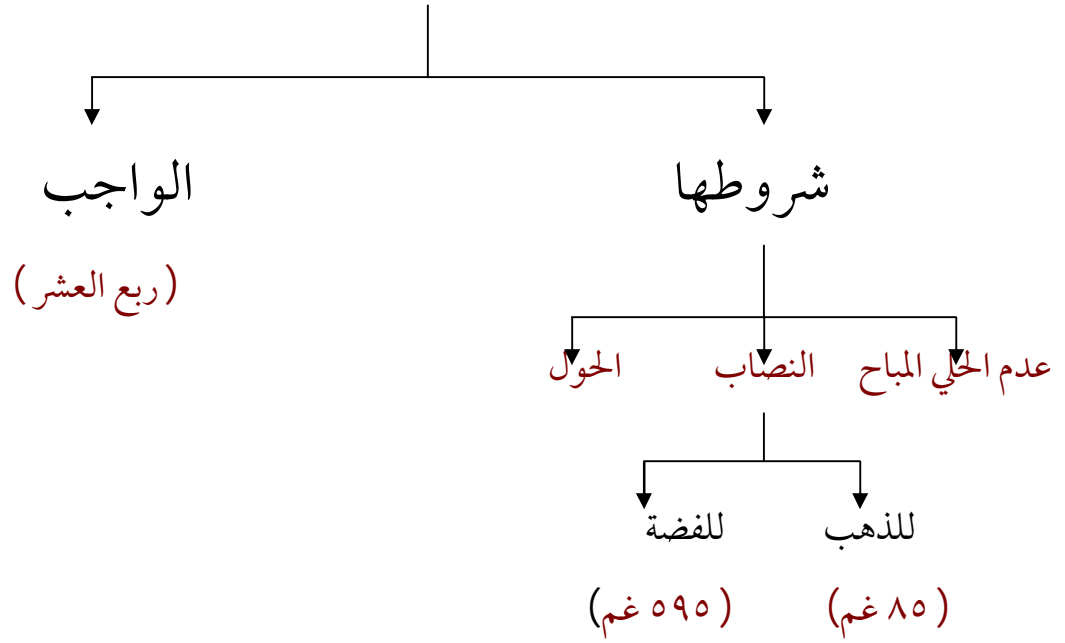 شروطها الواجب
(ربع العشر)
عدم الحلي المباح النصاب الحول
للذهب للفضة
(٨٥ غم) (٥٩٥ غم)